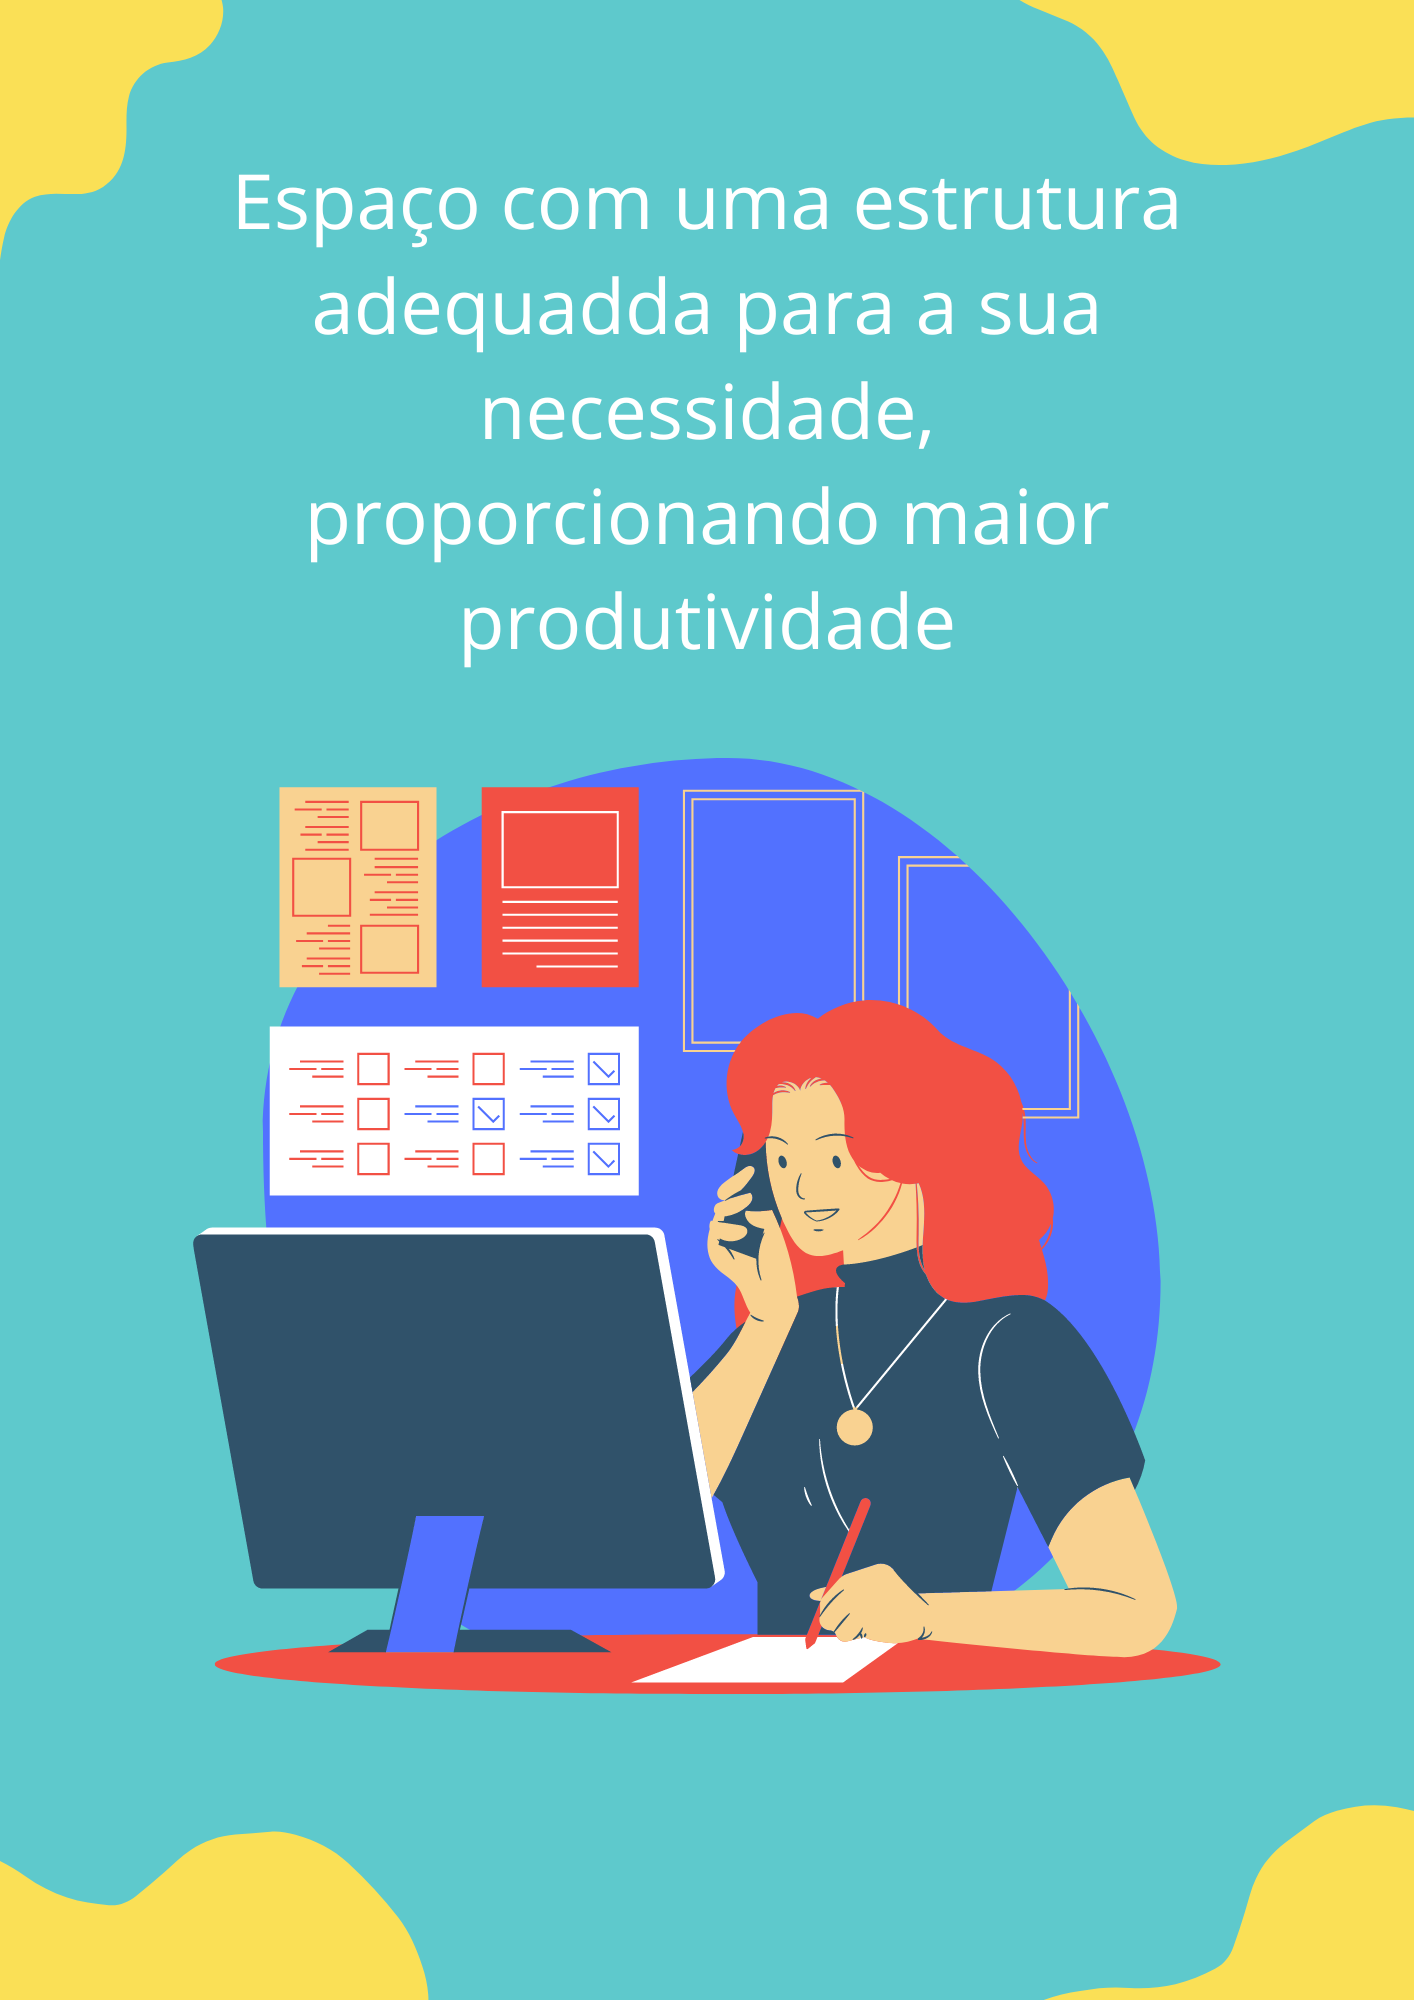 Espaço com uma estrutura
adequadda para a sua
necessidade,
proporcionando maior
produtividade